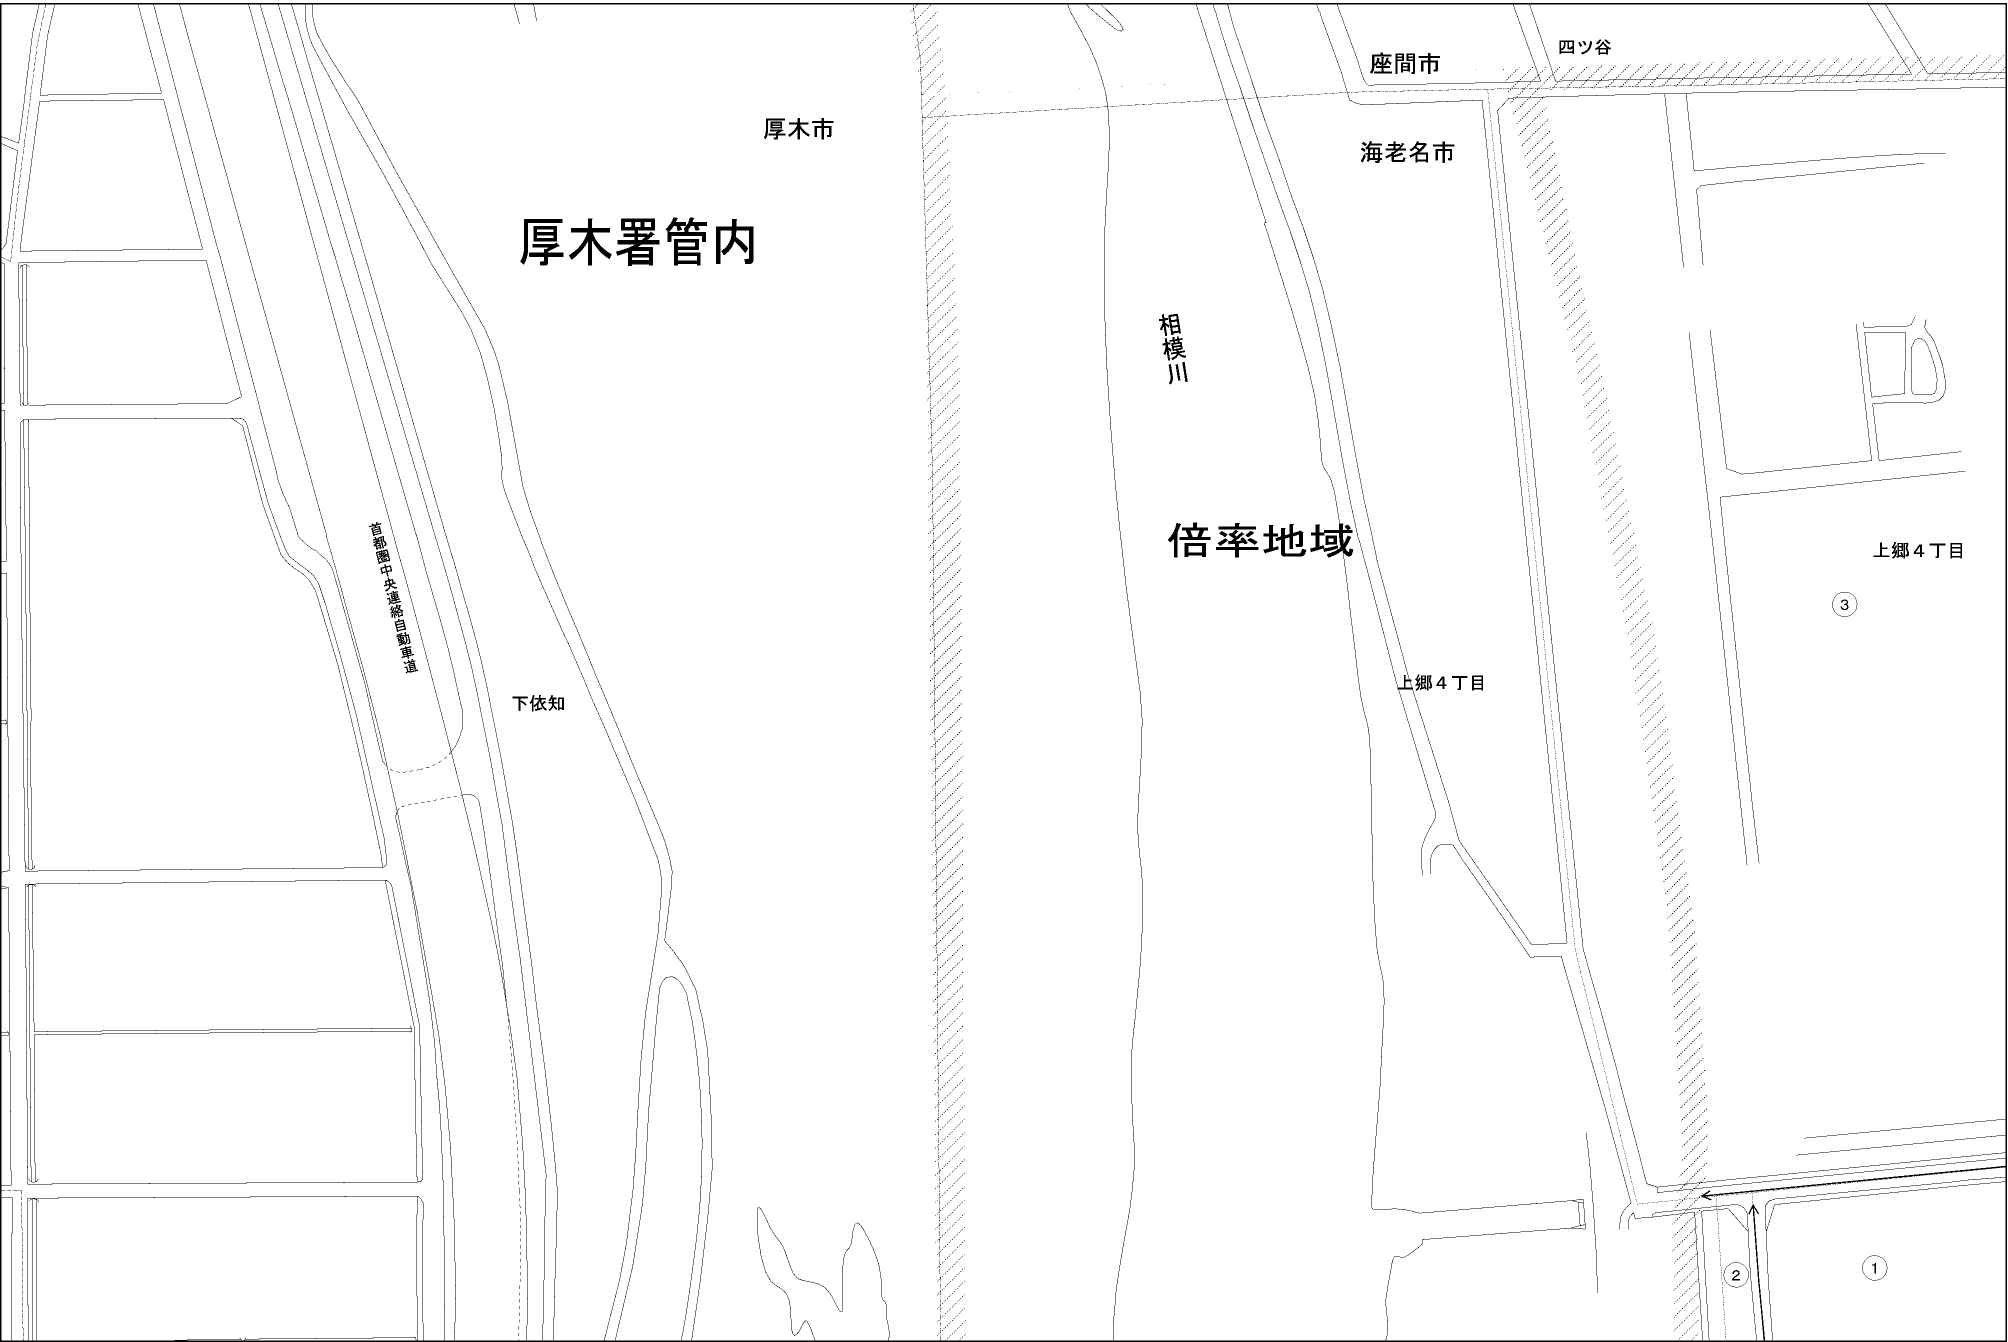 四ツ谷
座間市
厚木市
海老名市
厚木署管内
相模川
倍率地域
首都圏中央連絡自動車道
上郷４丁目
3
上郷４丁目
下依知
1
2